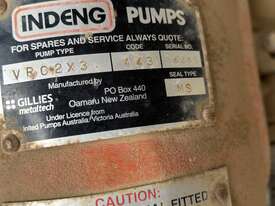 INDENG PUMPS
FOR SPARES AND SERVICE ALWAYS QUOTE:
PUMP TYPE CODE SERIAL NO.
VRC2X3 443
Manufactured by SEAL TYPE
GILLIES metaltech PO Box 440 MS
Oamaru New Zealand
Under Licence from
Inted Pumps Australia/Victoria Australia
CAUTION:
FITTED